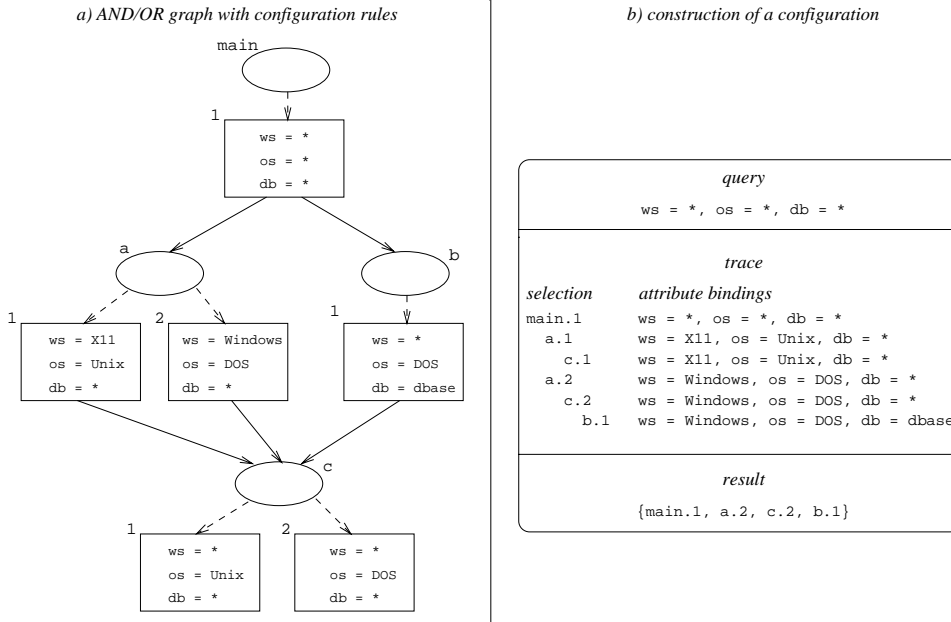 a) AND/OR graph with configuration rules
main
1
ws = *
os = *
db = *
a
b
1
ws = X11
os = Unix
db = *
2
ws = Windows
os = DOS
db = *
1
ws = *
os = DOS
db = dbase
c
1
ws = *
os = Unix
db = *
2
ws = *
os = DOS
db = *
b) construction of a configuration
query
ws = *, os = *, db = *
trace
selection attribute bindings
main.1 ws = *, os = *, db = *
a.1 ws = X11, os = Unix, db = *
c.1 ws = X11, os = Unix, db = *
a.2 ws = Windows, os = DOS, db = *
c.2 ws = Windows, os = DOS, db = *
b.1 ws = Windows, os = DOS, db = dbase
result
{main.1, a.2, c.2, b.1}